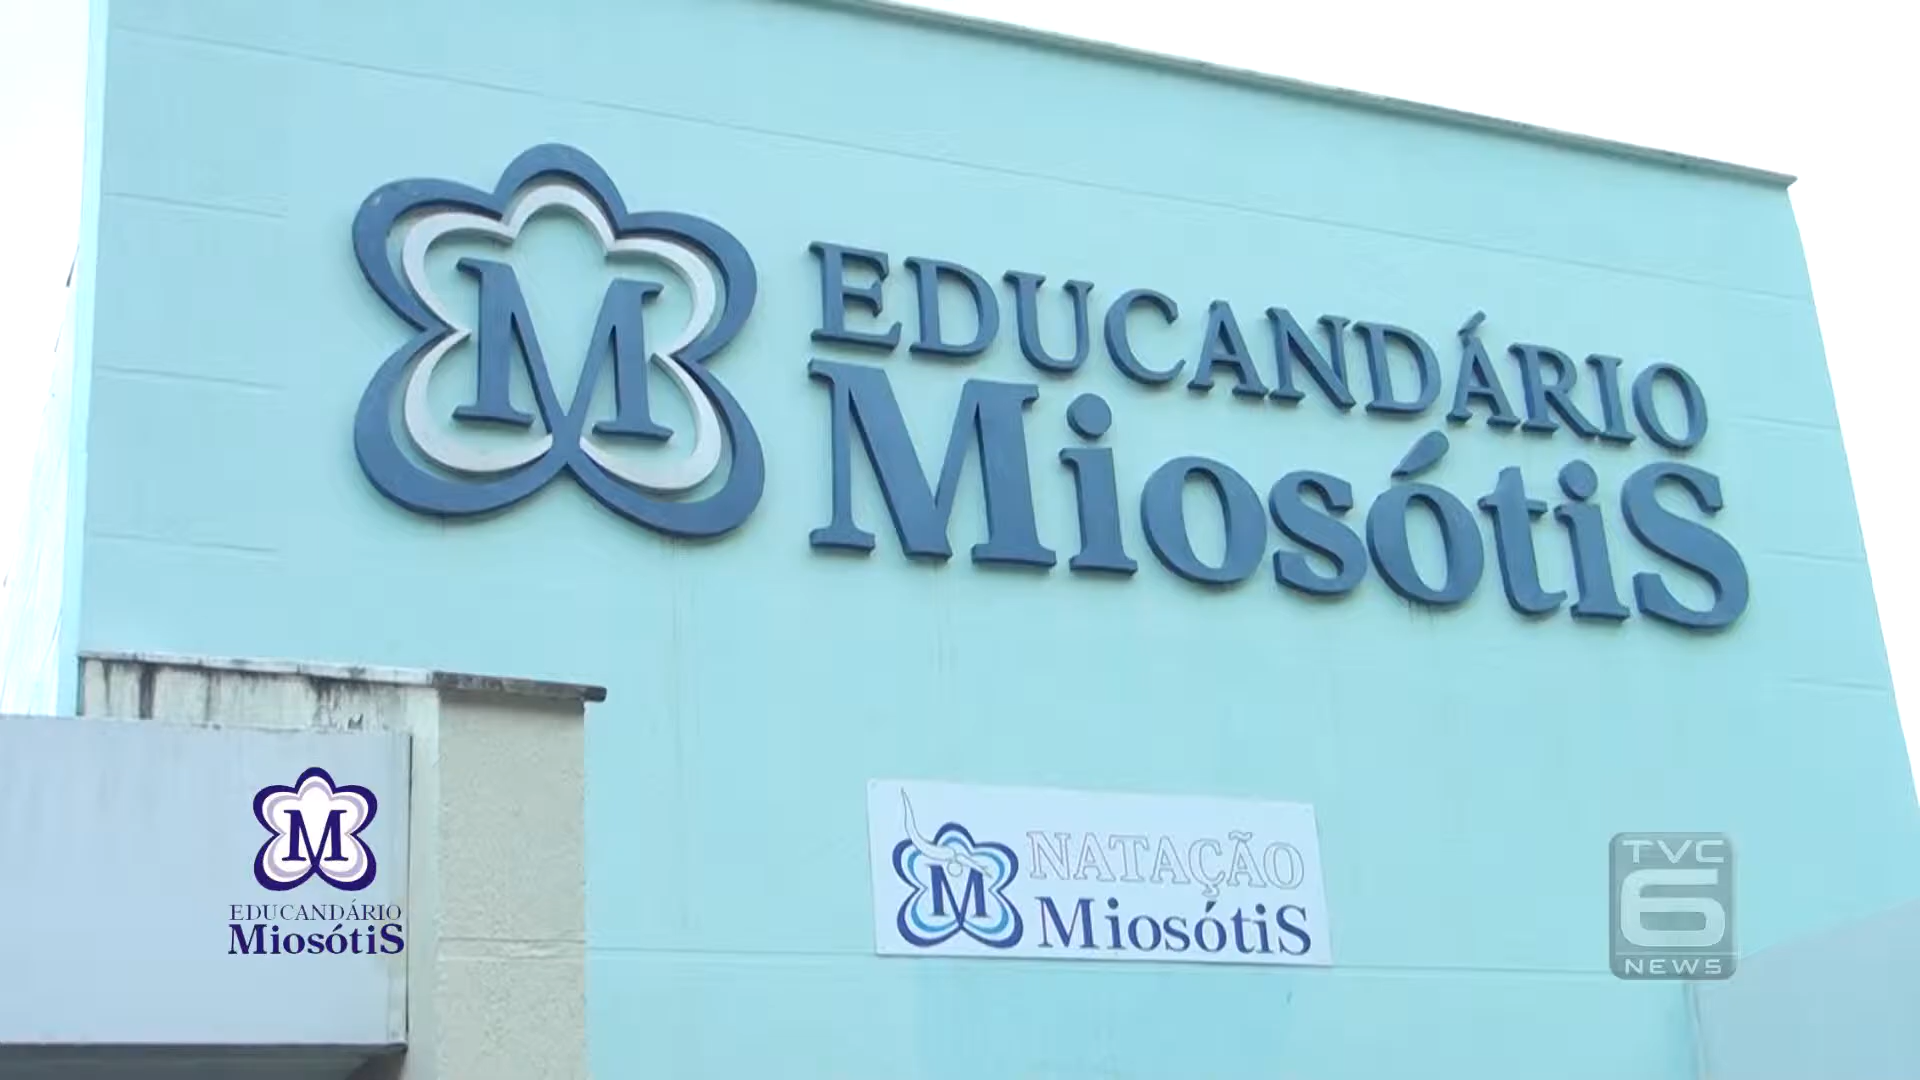 M
EDUCANDÁRIO
MiosótiS
M
EDUCANDÁRIO
MiosótiS
M
NATAÇÃO
MiosótiS
TVC
6
NEWS